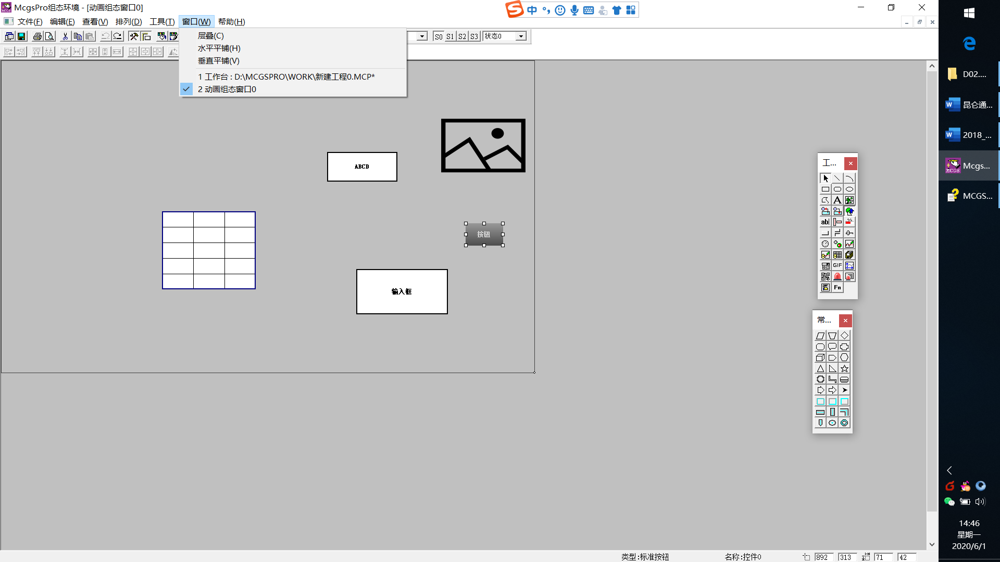 McgsPro组态环境 - [动画组态窗口0]
中
文件(F) 编辑(E) 查看(V) 排列(D) 工具(T) 窗口(W) 帮助(H)
S0 S1 S2 S3 状态0
层叠(C)
水平平铺(H)
垂直平铺(V)
1 工作台 : D:\MCGSPRO\WORK\新建工程0.MCP*
2 动画组态窗口0
ABCD
按钮
输入框
工...
A
ab|
GIF
Fn
常...
D02....
昆仑通...
2018_...
Mcgs...
MCGS...
14:46
星期一
2020/6/1
类型:标准按钮 名称:控件0 892 313 71 42